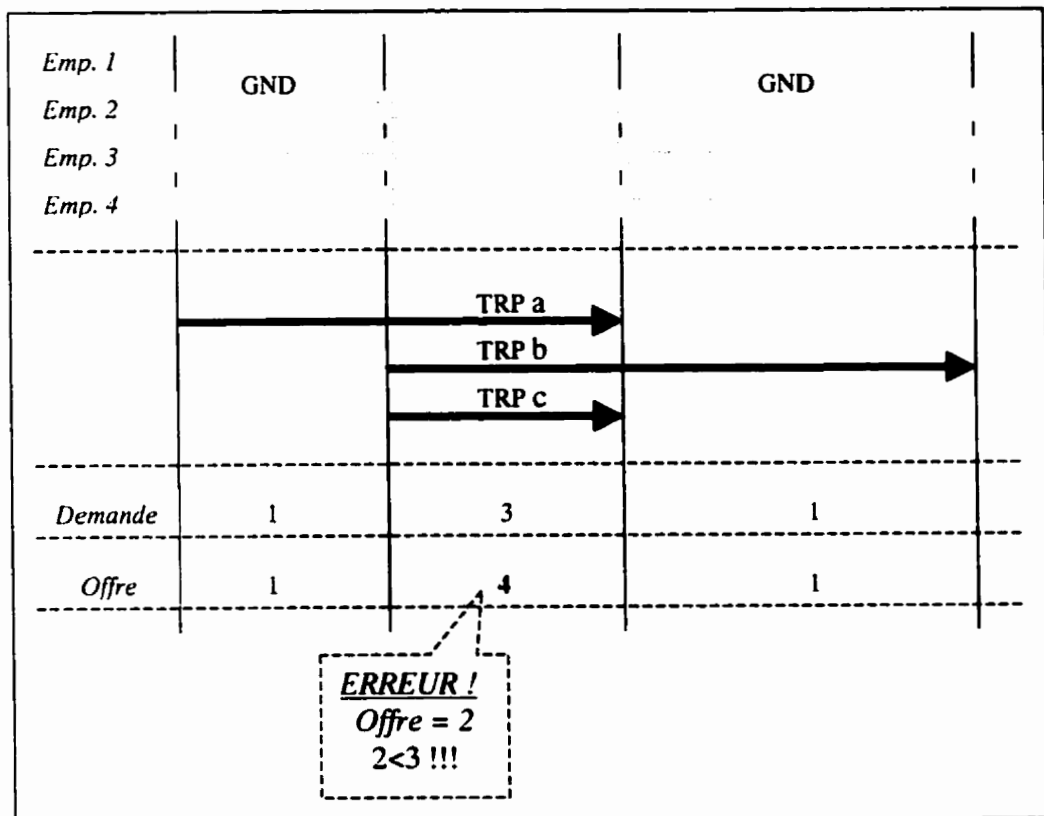 Emp. 1
GND
GND
Emp. 2
Emp. 3
Emp. 4
TRP a
TRP b
TRP c
Demande 1 3 1
Offre 1 4 1
ERREUR !
Offre = 2
2<3 !!!